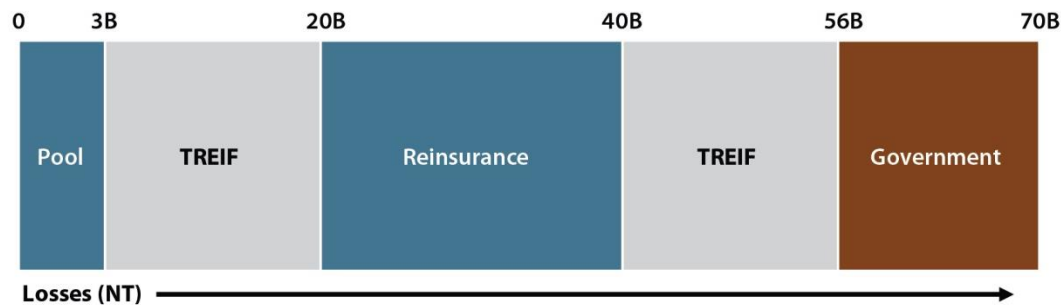 0 3B 20B 40B 56B 70B
Pool TREIF Reinsurance TREIF Government
Losses (NT)